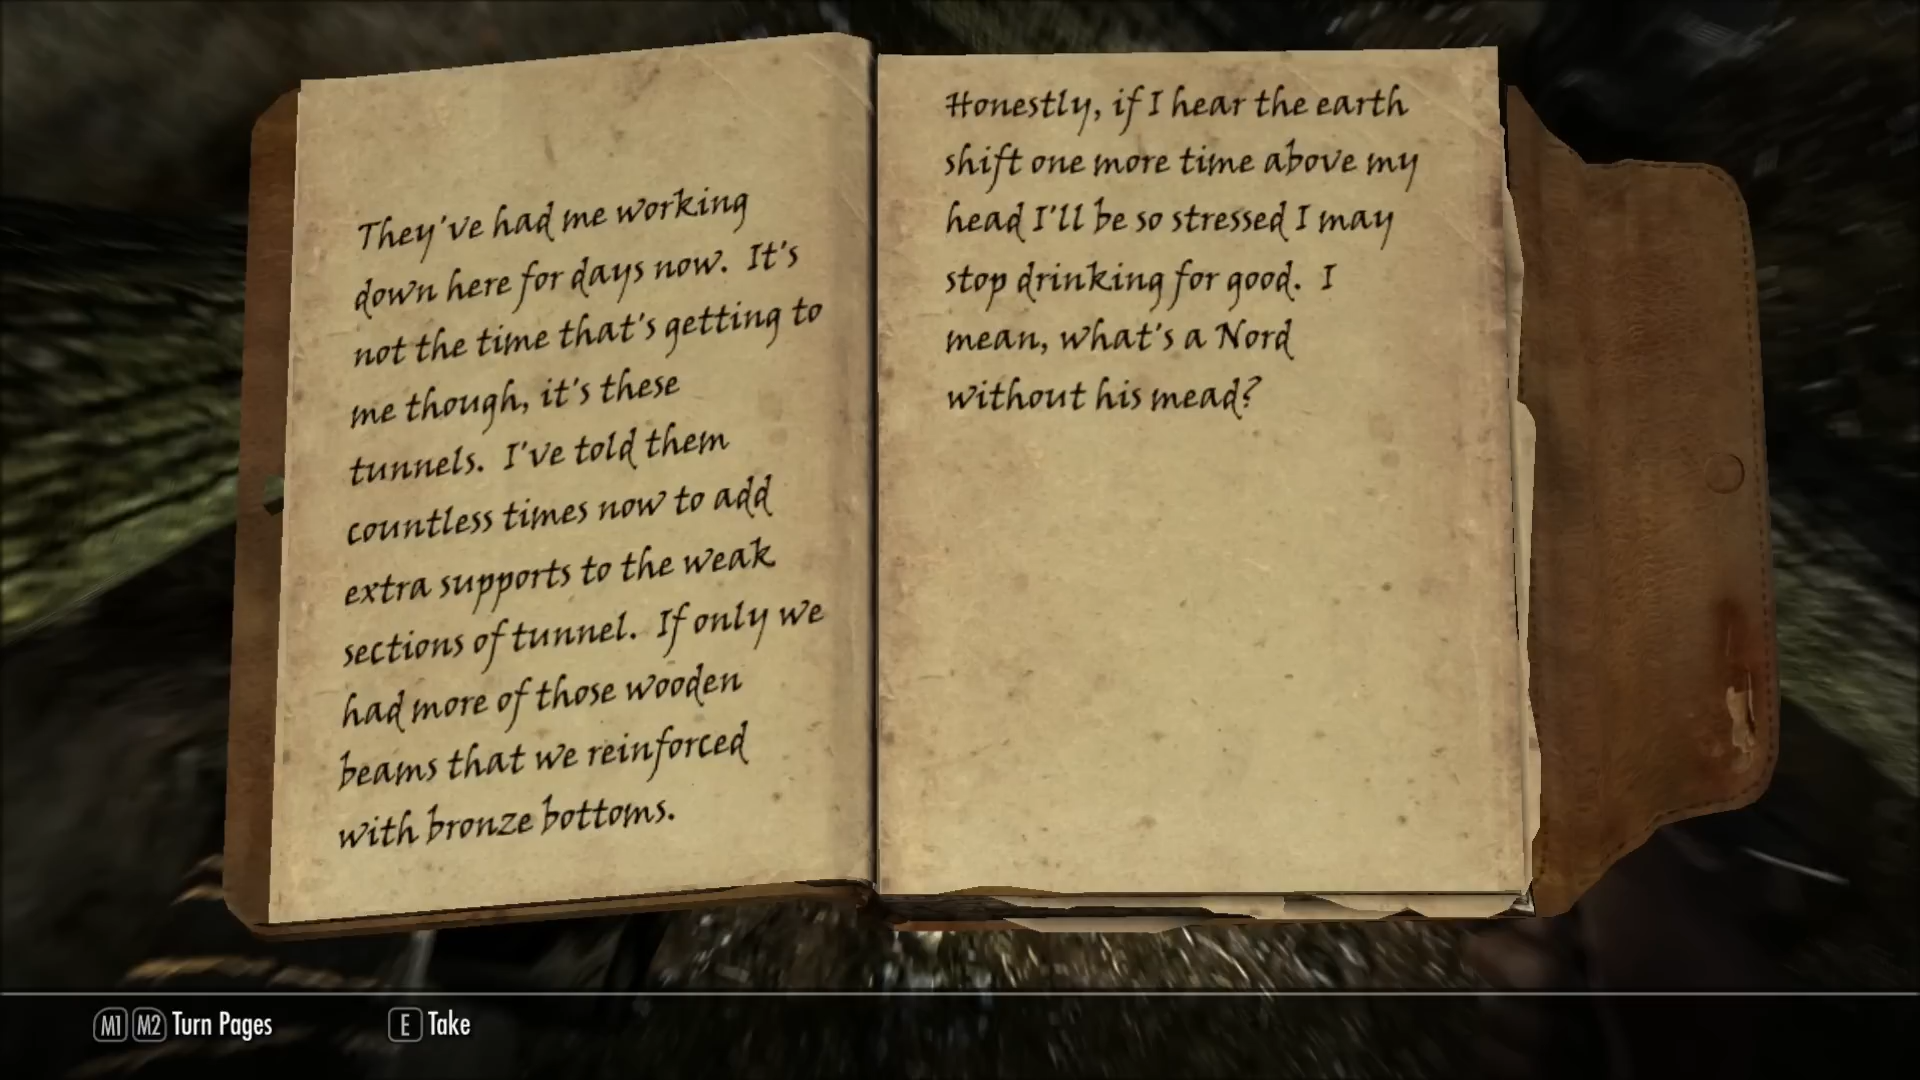 They've had me working
down here for days now.  It's
not the time that's getting to
me though, it's these
tunnels.  I've told them
countless times now to add
extra supports to the weak
sections of tunnel.  If only we
had more of those wooden
beams that we reinforced
with bronze bottoms.
Honestly, if I hear the earth
shift one more time above my
head I'll be so stressed I may
stop drinking for good.  I
mean, what's a Nord
without his mead?
M1 M2 Turn Pages
E Take